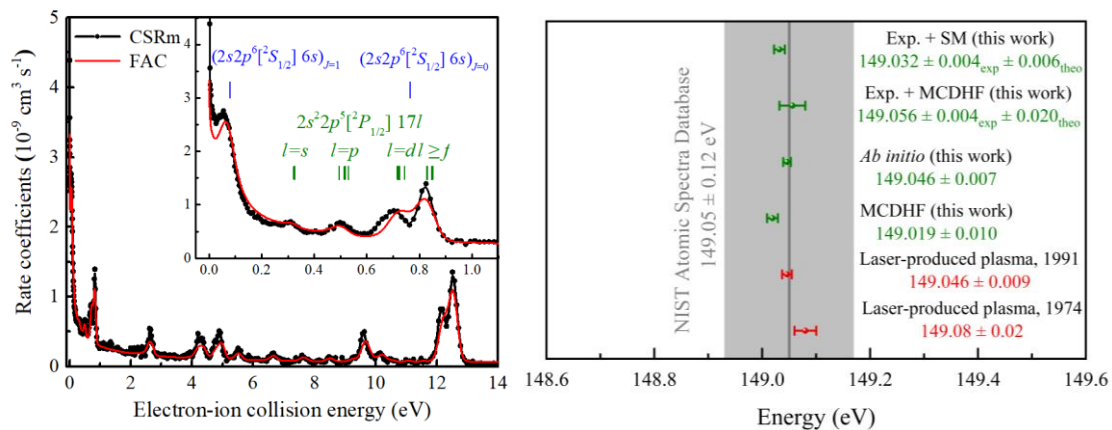 Rate coefficients (10⁻⁹ cm³ s⁻¹)
5
4
3
2
1
0
CSRm
FAC
4
3
2
1
0
(2s2p⁶[²S₁/₂] 6s)J=1
(2s2p⁶[²S₁/₂] 6s)J=0
2s²2p⁵[²P₁/₂] 17l
l=s
l=p
l=d
l ≥ f
0.0
0.2
0.4
0.6
0.8
1.0
0
2
4
6
8
10
12
14
Electron-ion collision energy (eV)
NIST Atomic Spectra Database
149.05 ± 0.12 eV
Exp. + SM (this work)
149.032 ± 0.004exp ± 0.006theo
Exp. + MCDHF (this work)
149.056 ± 0.004exp ± 0.020theo
Ab initio (this work)
149.046 ± 0.007
MCDHF (this work)
149.019 ± 0.010
Laser-produced plasma, 1991
149.046 ± 0.009
Laser-produced plasma, 1974
149.08 ± 0.02
148.6
148.8
149.0
149.2
149.4
149.6
Energy (eV)